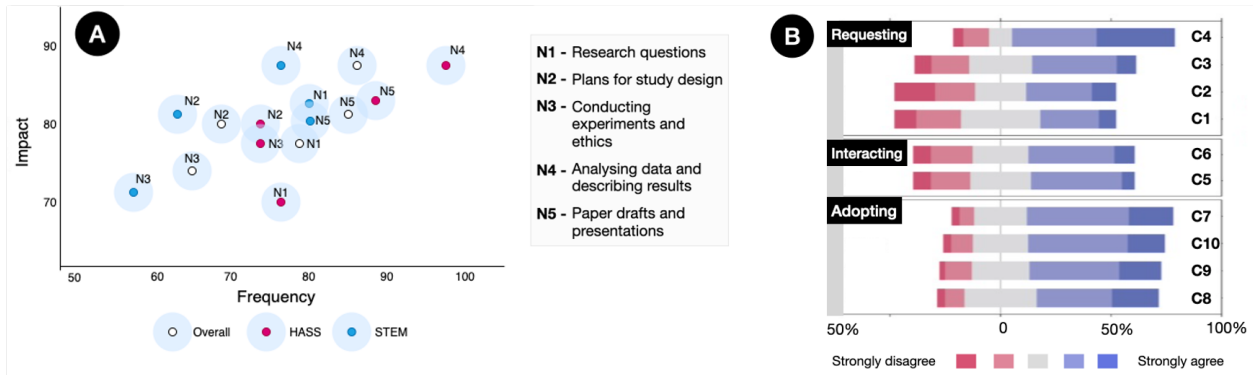 A
Impact
90
80
70
N4
N4
N4
N2
N2
N2
N1
N5
N5
N3
N3
N1
N3
N1
50
60
70
80
90
100
Frequency
Overall
HASS
STEM
N1 - Research questions
N2 - Plans for study design
N3 - Conducting
experiments and
ethics
N4 - Analysing data and
describing results
N5 - Paper drafts and
presentations
B
Requesting
C4
C3
C2
C1
Interacting
C6
C5
Adopting
C7
C10
C9
C8
50%
0
50%
100%
Strongly disagree
Strongly agree